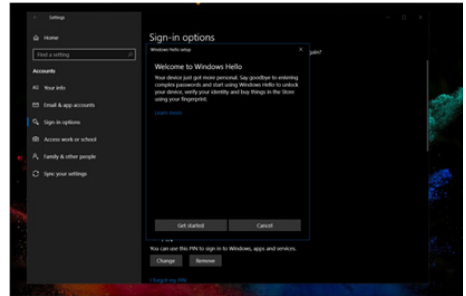 Settings
Home
Find a setting
Accounts
Your info
Email & app accounts
Sign-in options
Access work or school
Family & other people
Sync your settings
Sign-in options
Windows Hello setup
Welcome to Windows Hello
Your device just got more personal. Say goodbye to entering
complex passwords and start using Windows Hello to unlock
your device, verify your identity and buy things in the Store
using your fingerprint.
Learn more
Get started
Cancel
You can use this PIN to sign in to Windows, apps and services.
Change
Remove
I forgot my PIN